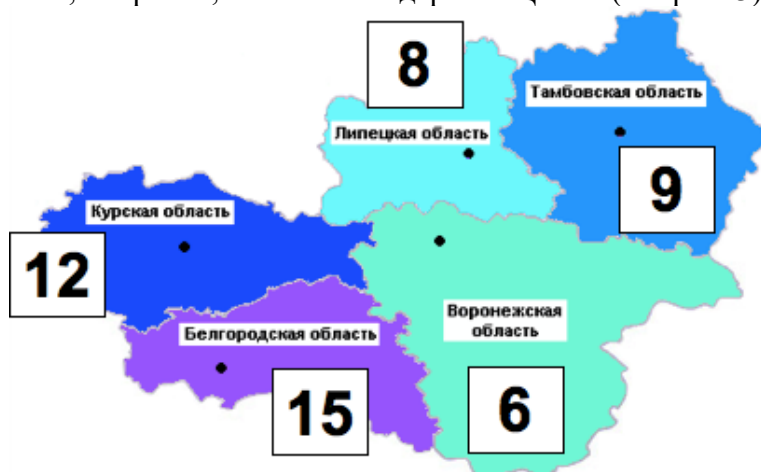 8
Тамбовская область
Липецкая область
9
Курская область
12
Воронежская
область
Белгородская область
15
6